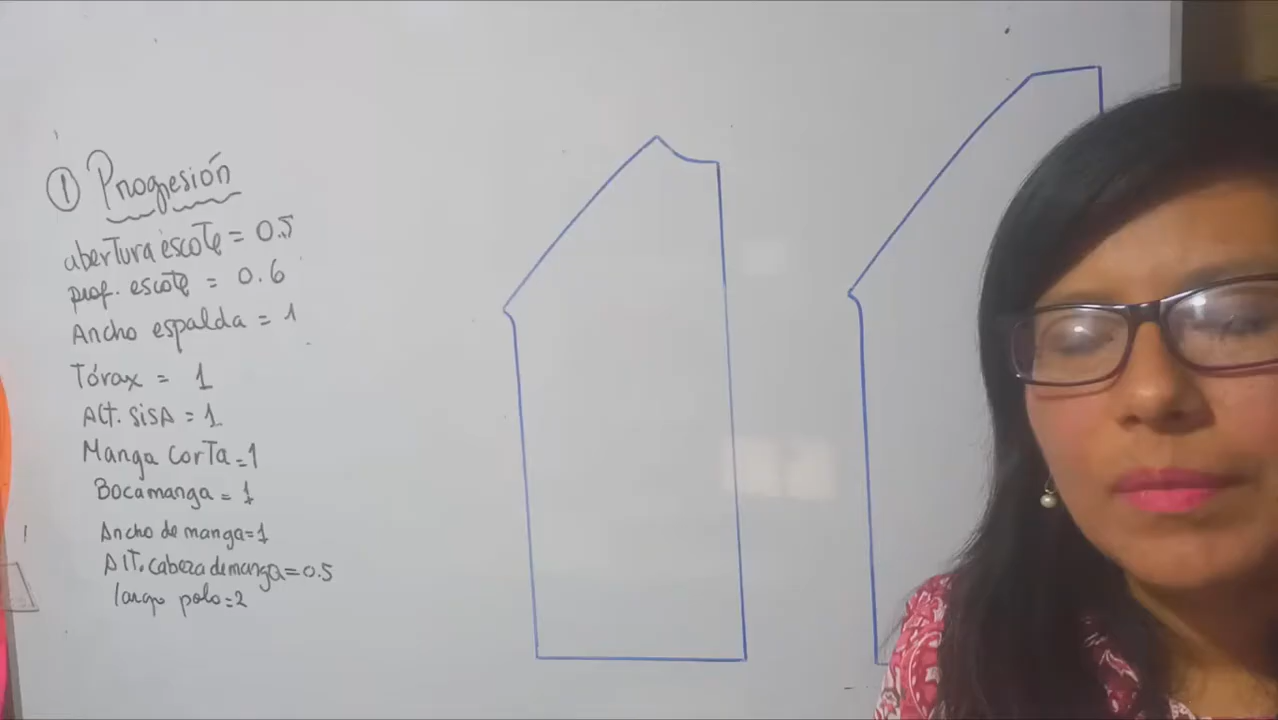 ① Progresión
abertura escote = 0.5
prof. escote = 0.6
Ancho espalda = 1
Tórax = 1
Alt. sisA = 1
Manga corTa = 1
Bocamanga = 1
Ancho de manga = 1
AlT. cabeza de manga = 0.5
largo polo = 2